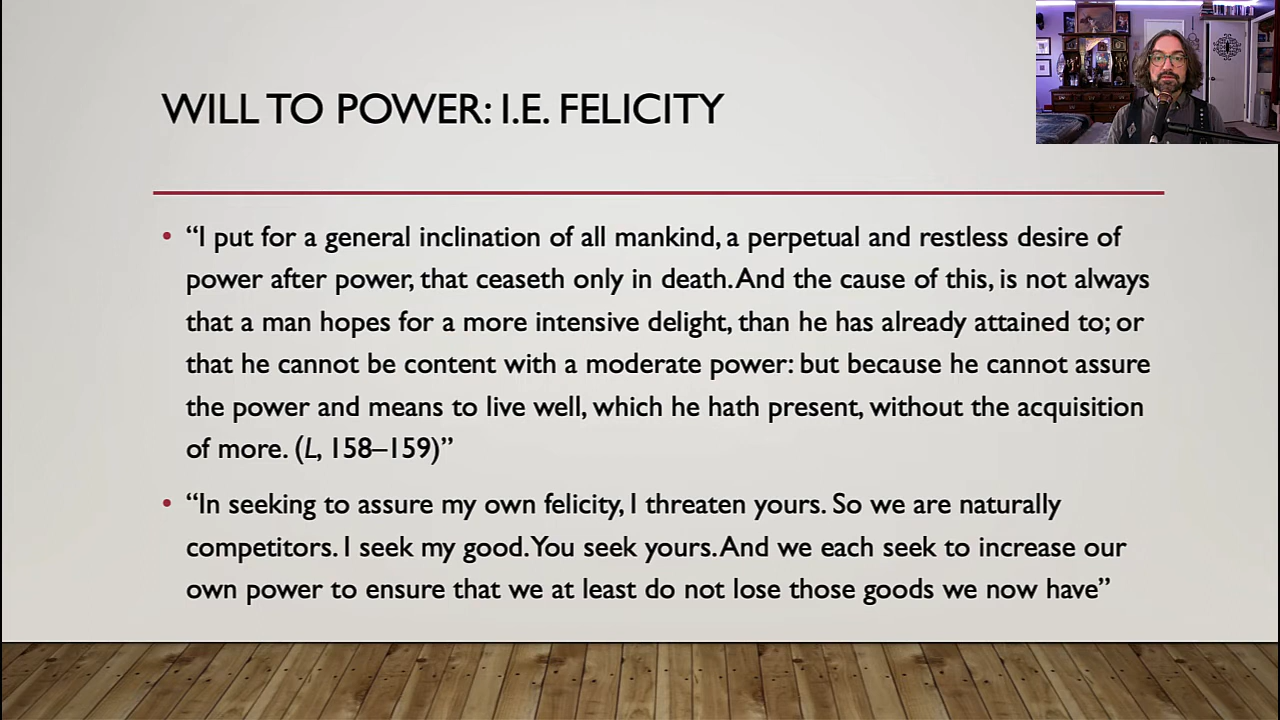 WILL TO POWER: I.E. FELICITY
• “I put for a general inclination of all mankind, a perpetual and restless desire of
power after power, that ceaseth only in death. And the cause of this, is not always
that a man hopes for a more intensive delight, than he has already attained to; or
that he cannot be content with a moderate power: but because he cannot assure
the power and means to live well, which he hath present, without the acquisition
of more. (L, 158–159)”
• “In seeking to assure my own felicity, I threaten yours. So we are naturally
competitors. I seek my good. You seek yours. And we each seek to increase our
own power to ensure that we at least do not lose those goods we now have”